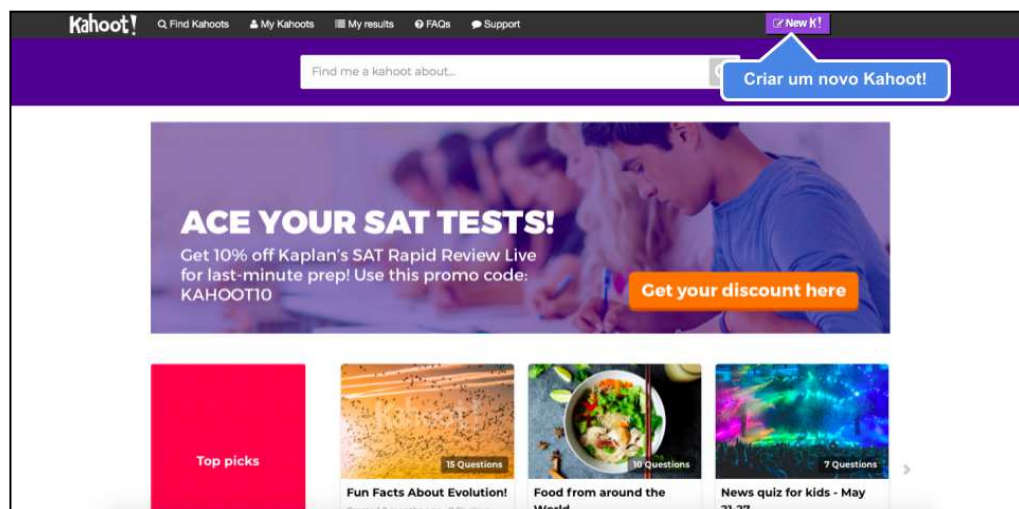 Kahoot! Find Kahoots My Kahoots My results FAQs Support New K!
Find me a kahoot about...
Criar um novo Kahoot!
ACE YOUR SAT TESTS!
Get 10% off Kaplan's SAT Rapid Review Live
for last-minute prep! Use this promo code:
KAHOOT10
Get your discount here
Top picks
15 Questions
10 Questions
7 Questions
Fun Facts About Evolution!
Food from around the
World
News quiz for kids - May
21-27